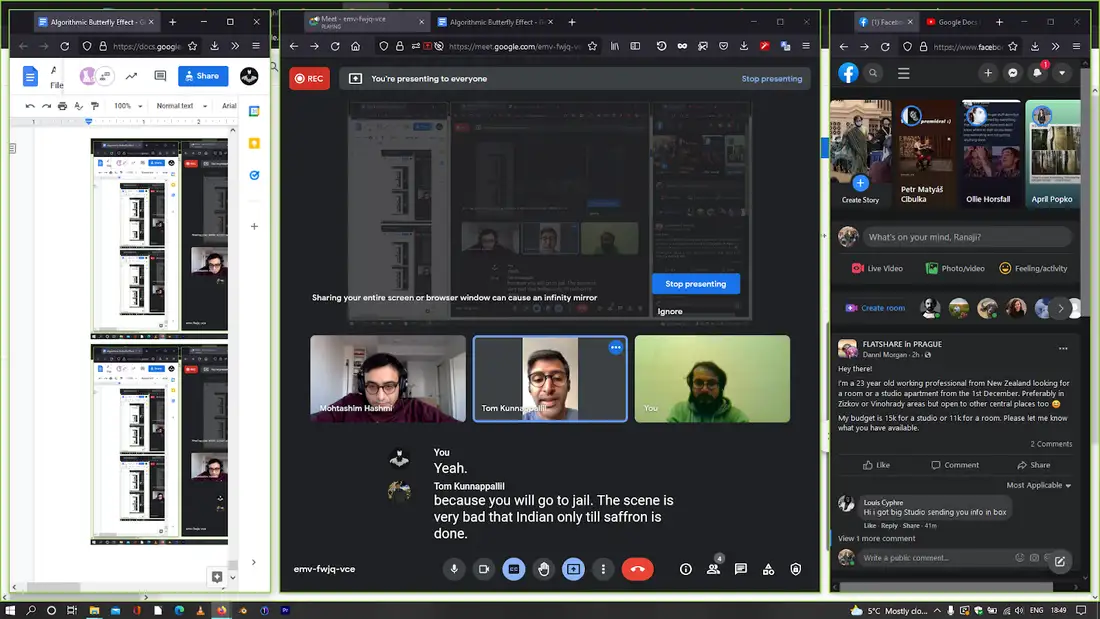 Algorithmic Butterfly Effect - G
https://docs.google
File
Share
100%
Normal text
Arial
1
1
2
Meet - emv-fwjq-vce
PLAYING
Algorithmic Butterfly Effect - G
https://meet.google.com/emv-fwjq-v
REC
You're presenting to everyone
Stop presenting
Sharing your entire screen or browser window can cause an infinity mirror
Stop presenting
Ignore
Mohtashim Hashmi
Tom Kunnappallil
You
You
Yeah.
Tom Kunnappallil
because you will go to jail. The scene is
very bad that Indian only till saffron is
done.
emv-fwjq-vce
4
(1) Facebook
Google Docs
https://www.facebo
1
Create Story
premiérui :)
Petr Matyáš
Cibulka
Ollie Horsfall
April Popko
What's on your mind, Ranaji?
Live Video
Photo/video
Feeling/activity
Create room
FLATSHARE in PRAGUE
Danni Morgan · 2h ·
Hey there!
I'm a 23 year old working professional from New Zealand looking for
a room or a studio apartment from the 1st December. Preferably in
Zizkov or Vinohrady areas but open to other central places too 😄
My budget is 15k for a studio or 11k for a room. Please let me know
what you have available.
2 Comments
Like
Comment
Share
Most Applicable
Louis Cyphre
Hi i got big Studio sending you info in box
Like · Reply · Share · 41m
View 1 more comment
Write a public comment...
5°C Mostly clo...
ENG
18:49